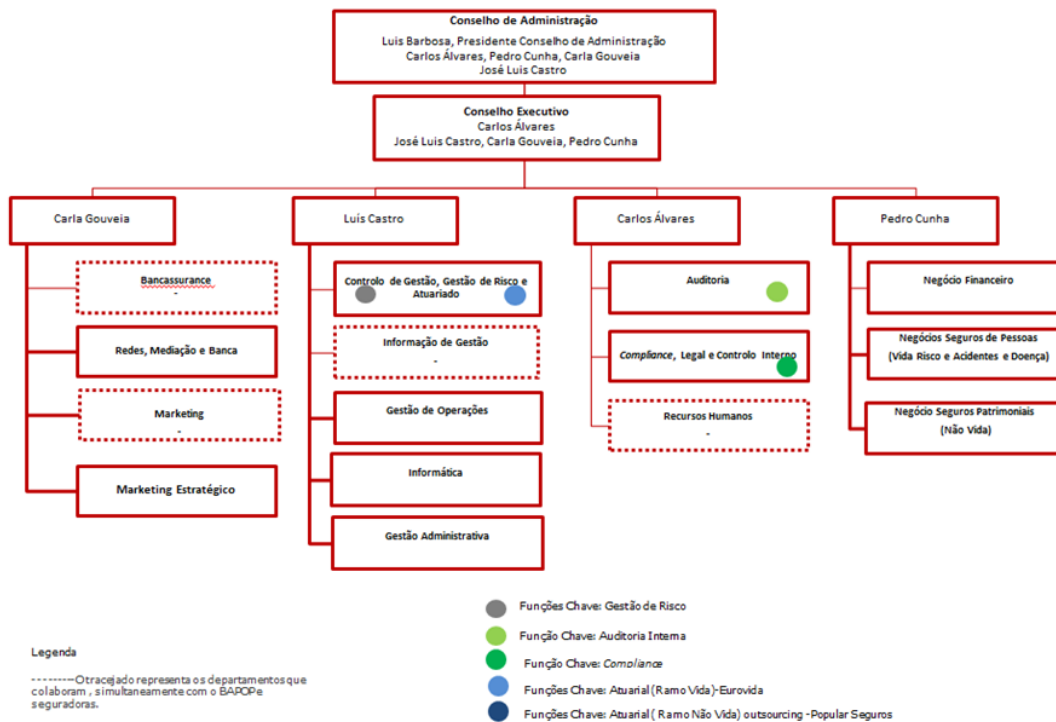 Conselho de Administração
Luis Barbosa, Presidente Conselho de Administração
Carlos Álvares, Pedro Cunha, Carla Gouveia
José Luis Castro
Conselho Executivo
Carlos Álvares
José Luis Castro, Carla Gouveia, Pedro Cunha
Carla Gouveia
Luís Castro
Carlos Álvares
Pedro Cunha
Bancassurance
-
Redes, Mediação e Banca
Marketing
-
Marketing Estratégico
Controlo de Gestão, Gestão de Risco e
Atuariado
Informação de Gestão
-
Gestão de Operações
Informática
Gestão Administrativa
Auditoria
Compliance, Legal e Controlo Interno
Recursos Humanos
-
Negócio Financeiro
Negócios Seguros de Pessoas
(Vida Risco e Acidentes e Doença)
Negócio Seguros Patrimoniais
(Não Vida)
Funções Chave: Gestão de Risco
Função Chave: Auditoria Interna
Função Chave: Compliance
Funções Chave: Atuarial (Ramo Vida)-Eurovida
Funções Chave: Atuarial ( Ramo Não Vida) outsorcing -Popular Seguros
Legenda
---------Otracejado representa os departamentos que
colaboram , simultaneamente com o BAPOPe
seguradoras.